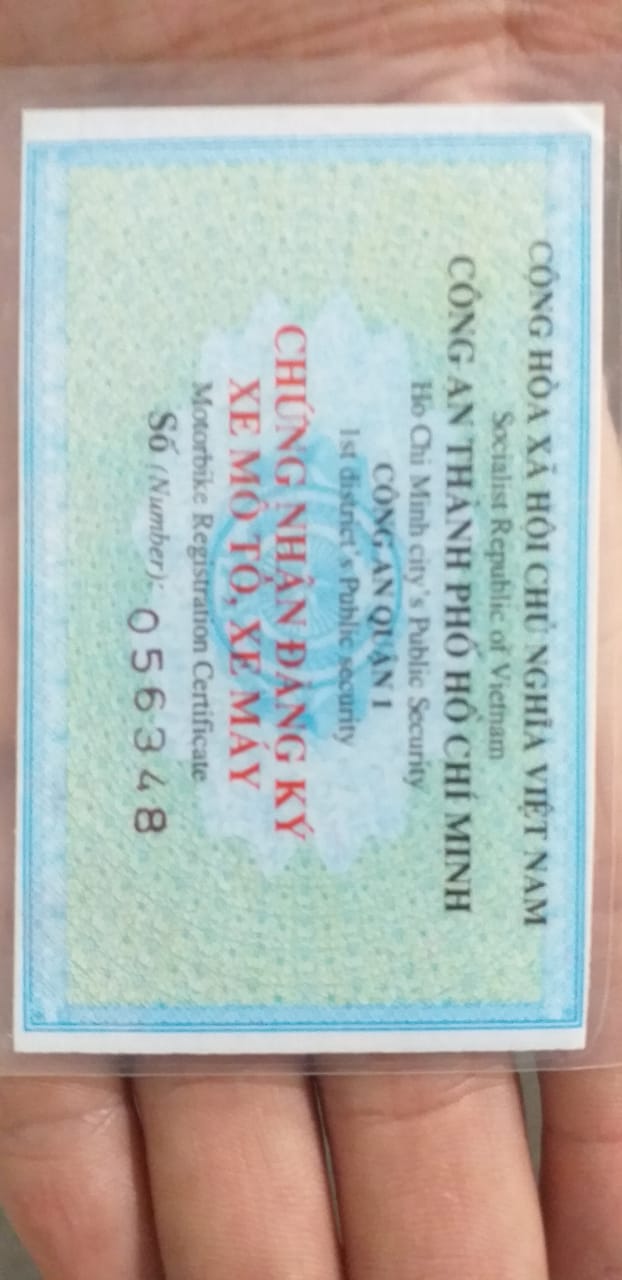 CỘNG HÒA XÃ HỘI CHỦ NGHĨA VIỆT NAM
Socialist Republic of Vietnam
CÔNG AN THÀNH PHỐ HỒ CHÍ MINH
Ho Chi Minh city's Public Security
CÔNG AN QUẬN 1
1st district's Public security
CHỨNG NHẬN ĐĂNG KÝ
XE MÔ TÔ, XE MÁY
Motorbike Registration Certificate
Số (Number): 056348